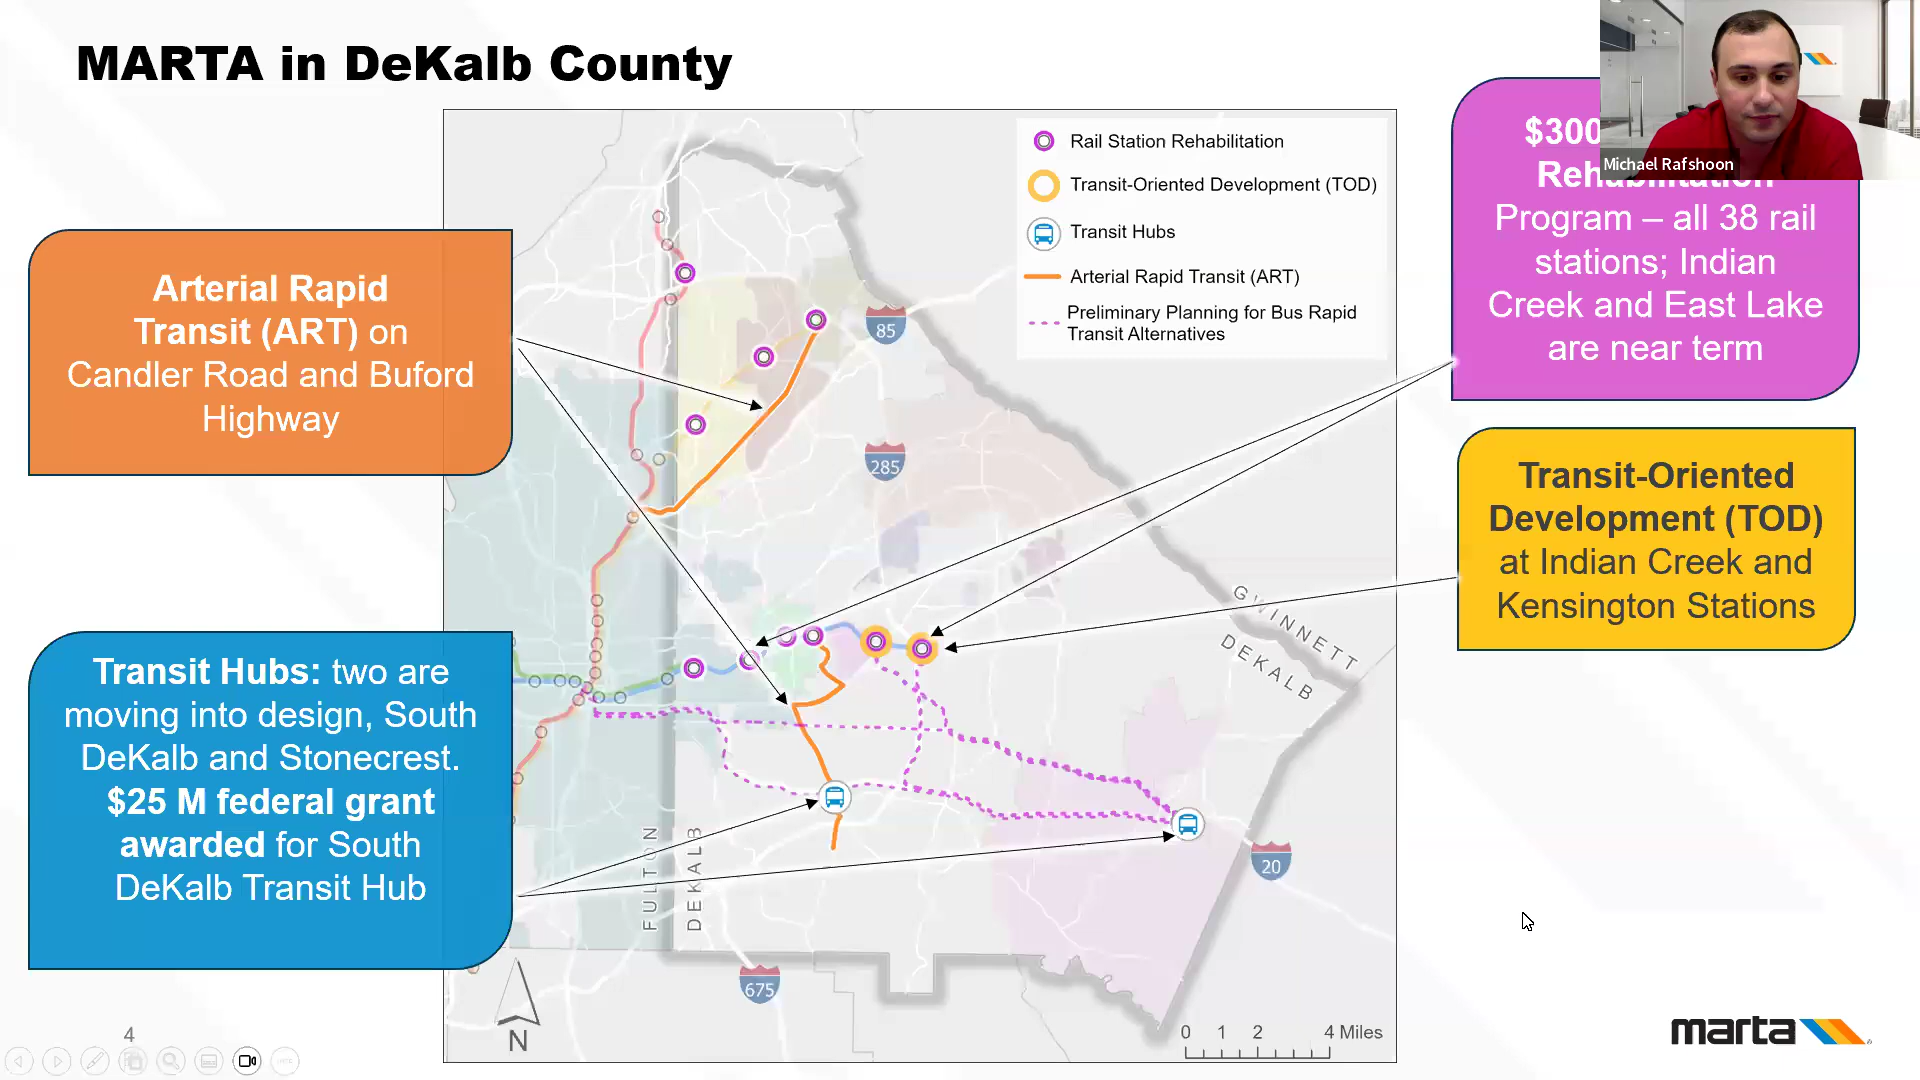 MARTA in DeKalb County
Michael Rafshoon
Arterial Rapid
Transit (ART) on
Candler Road and Buford
Highway
Transit Hubs: two are
moving into design, South
DeKalb and Stonecrest.
$25 M federal grant
awarded for South
DeKalb Transit Hub
Rail Station Rehabilitation
Transit-Oriented Development (TOD)
Transit Hubs
Arterial Rapid Transit (ART)
Preliminary Planning for Bus Rapid
Transit Alternatives
85
285
GWINNETT
DEKALB
FULTON
DEKALB
20
675
N
0 1 2 4 Miles
$300
Rehabilitation
Program – all 38 rail
stations; Indian
Creek and East Lake
are near term
Transit-Oriented
Development (TOD)
at Indian Creek and
Kensington Stations
4
marta